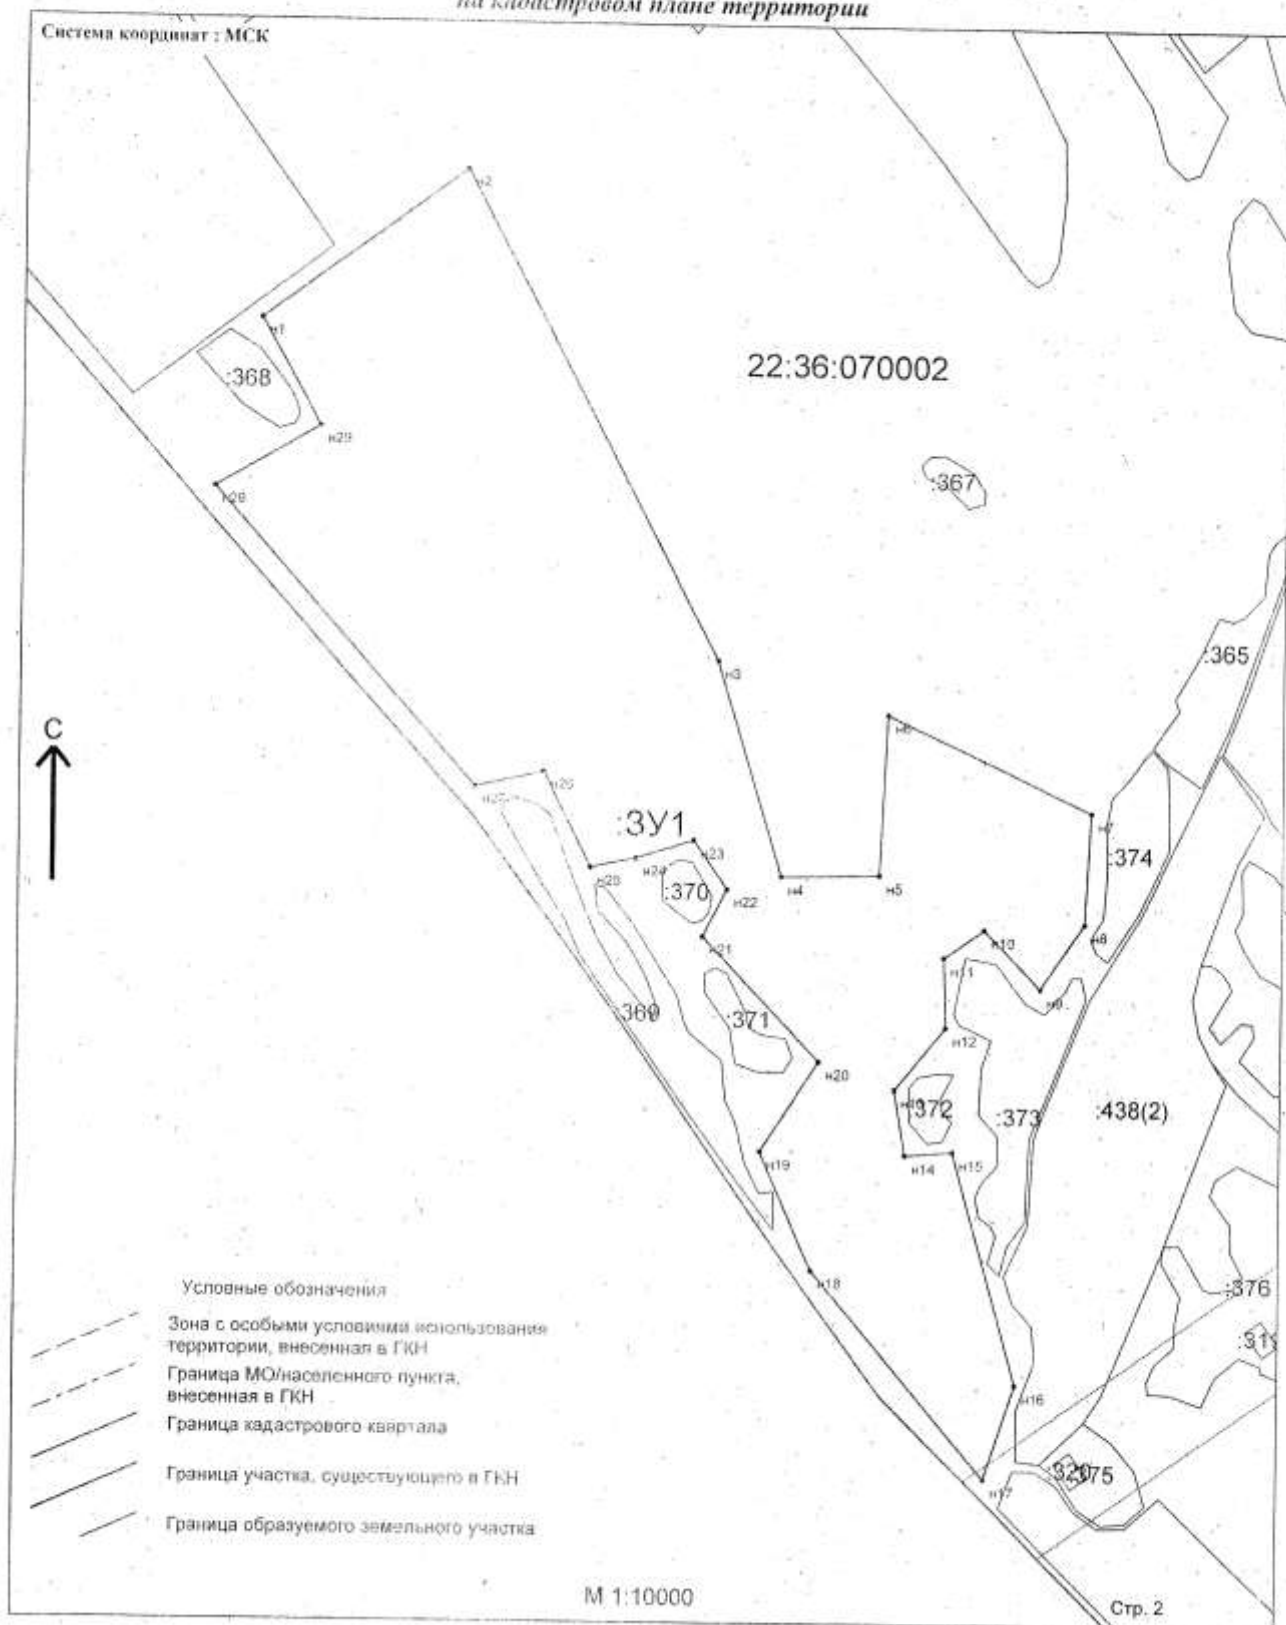 на кадастровом плане территории
Система координат : МСК
н2
н1
:368
22:36:070002
н29
:367
н28
:365
н3
С
н6
н26
н27
:ЗУ1
н7
н23
:374
н24
н25
:370
н4
н5
н22
н8
н10
н21
н11
н9
:369
:371
н12
н20
:372
:373
:438(2)
н19
н14
н15
н18
:376
Условные обозначения
Зона с особыми условиями использования
территории, внесенная в ГКН
Граница МО/населенного пункта,
внесенная в ГКН
н16
Граница кадастрового квартала
Граница участка, существующего в ГКН
:320
:375
н17
Граница образуемого земельного участка
М 1:10000
Стр. 2